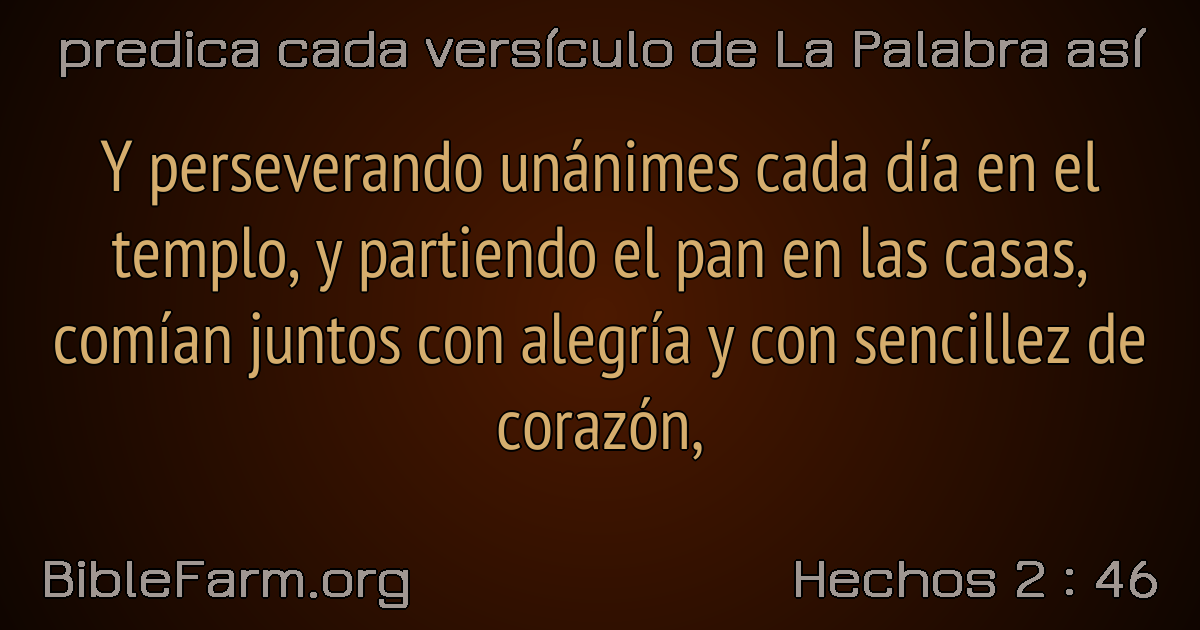 predica cada versículo de La Palabra así
Y perseverando unánimes cada día en el
templo, y partiendo el pan en las casas,
comían juntos con alegría y con sencillez de
corazón,
BibleFarm.org
Hechos 2 : 46